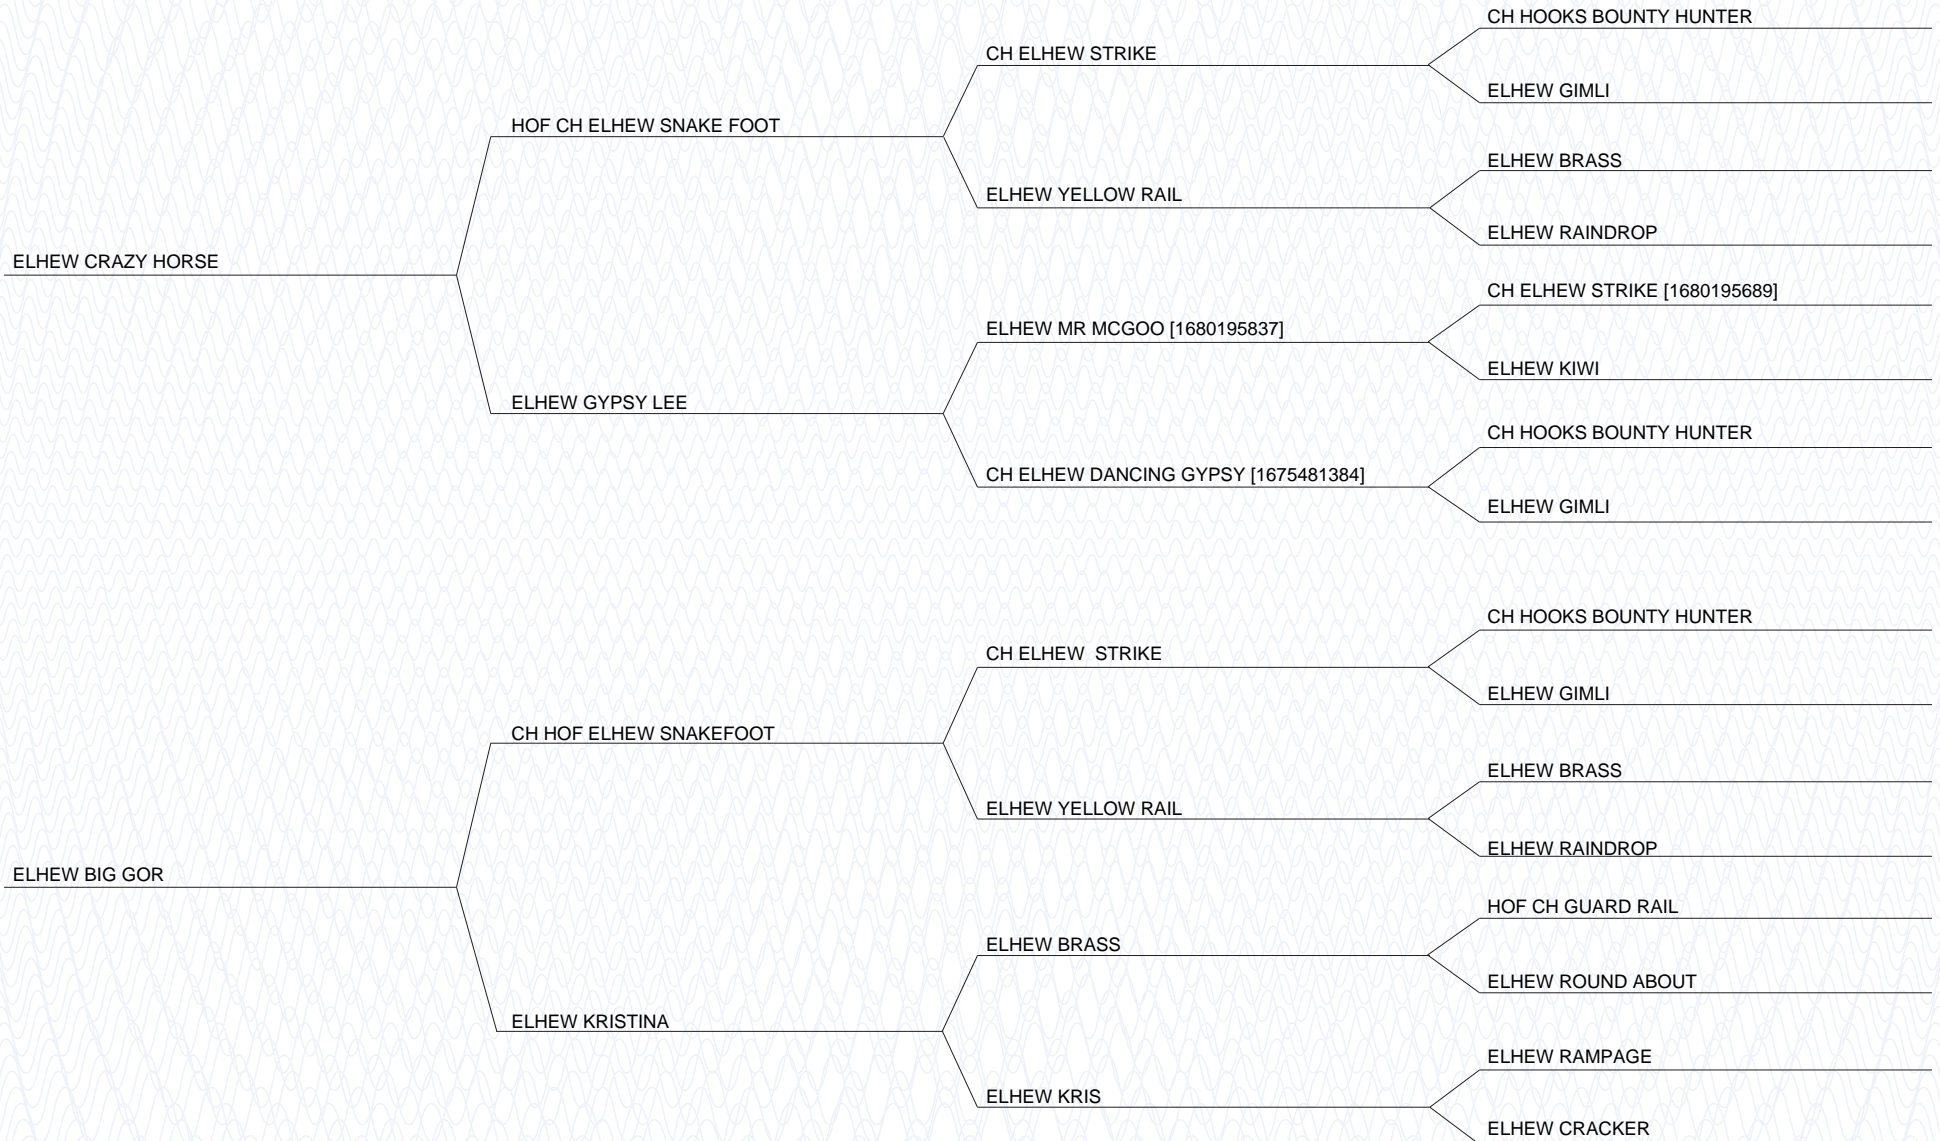 CH HOOKS BOUNTY HUNTER
CH ELHEW STRIKE
ELHEW GIMLI
HOF CH ELHEW SNAKE FOOT
ELHEW BRASS
ELHEW YELLOW RAIL
ELHEW RAINDROP
ELHEW CRAZY HORSE
CH ELHEW STRIKE [1680195689]
ELHEW MR MCGOO [1680195837]
ELHEW KIWI
ELHEW GYPSY LEE
CH HOOKS BOUNTY HUNTER
CH ELHEW DANCING GYPSY [1675481384]
ELHEW GIMLI
CH HOOKS BOUNTY HUNTER
CH ELHEW  STRIKE
ELHEW GIMLI
CH HOF ELHEW SNAKEFOOT
ELHEW BRASS
ELHEW YELLOW RAIL
ELHEW RAINDROP
ELHEW BIG GOR
HOF CH GUARD RAIL
ELHEW BRASS
ELHEW ROUND ABOUT
ELHEW KRISTINA
ELHEW RAMPAGE
ELHEW KRIS
ELHEW CRACKER